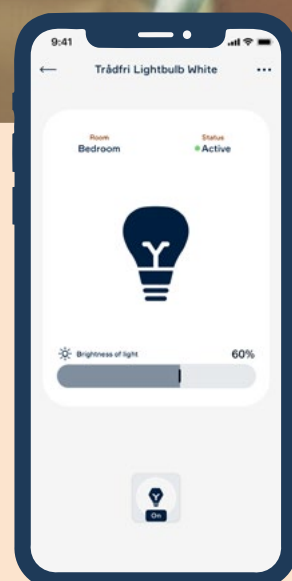 9:41
Trådfri Lightbulb White
Room
Status
Bedroom
Active
Brightness of light
60%
On